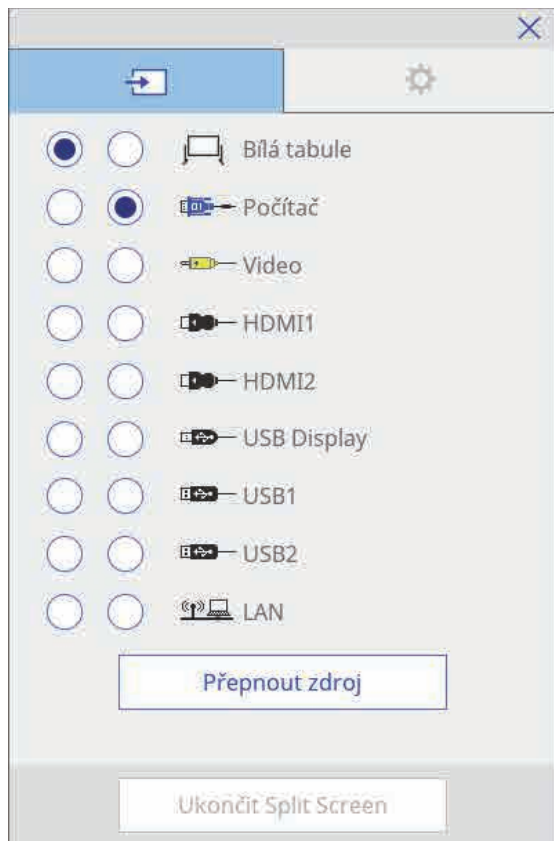 Bílá tabule
Počítač
Video
HDMI1
HDMI2
USB Display
USB1
USB2
LAN
Přepnout zdroj
Ukončit Split Screen